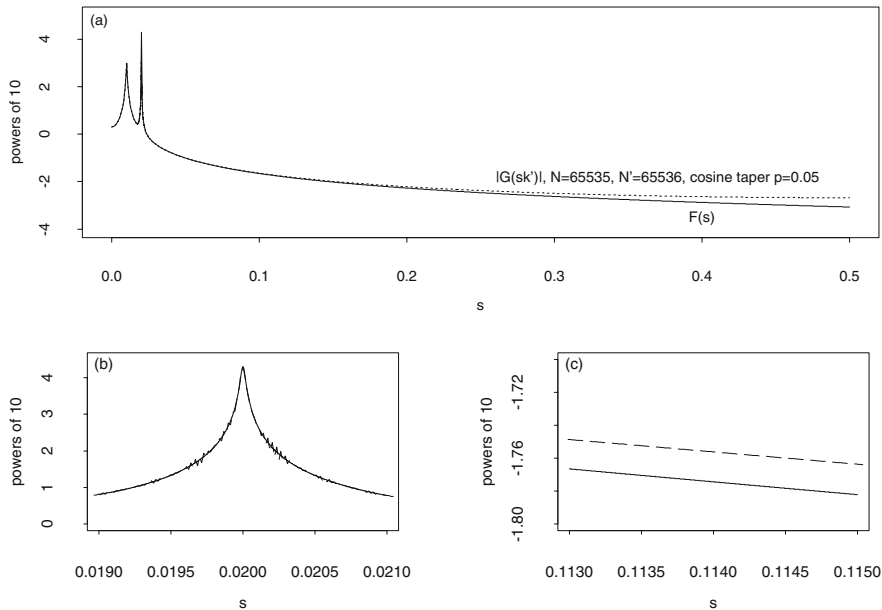 (a)
powers of 10
4
2
0
-2
-4
|G(sk')|, N=65535, N'=65536, cosine taper p=0.05
F(s)
0.0 0.1 0.2 0.3 0.4 0.5
s
(b)
powers of 10
4
3
2
1
0
0.0190 0.0195 0.0200 0.0205 0.0210
s
(c)
powers of 10
-1.72
-1.76
-1.80
0.1130 0.1135 0.1140 0.1145 0.1150
s